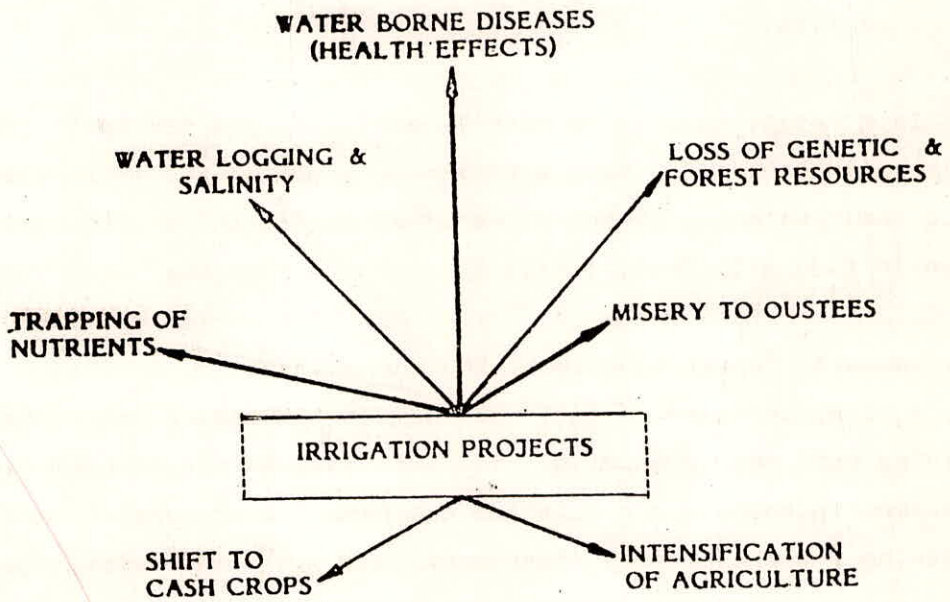 WATER BORNE DISEASES
(HEALTH EFFECTS)
WATER LOGGING &
SALINITY
LOSS OF GENETIC &
FOREST RESOURCES
TRAPPING OF
NUTRIENTS
MISERY TO OUSTEES
IRRIGATION PROJECTS
SHIFT TO
CASH CROPS
INTENSIFICATION
OF AGRICULTURE